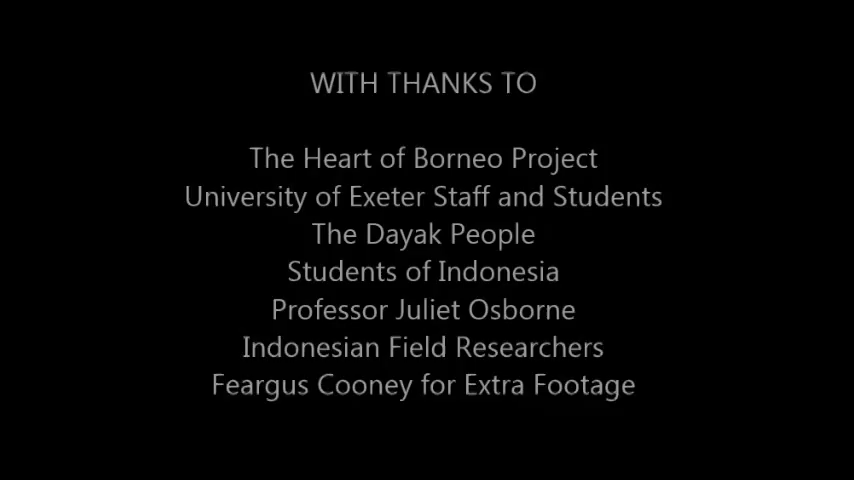 WITH THANKS TO
The Heart of Borneo Project
University of Exeter Staff and Students
The Dayak People
Students of Indonesia
Professor Juliet Osborne
Indonesian Field Researchers
Feargus Cooney for Extra Footage